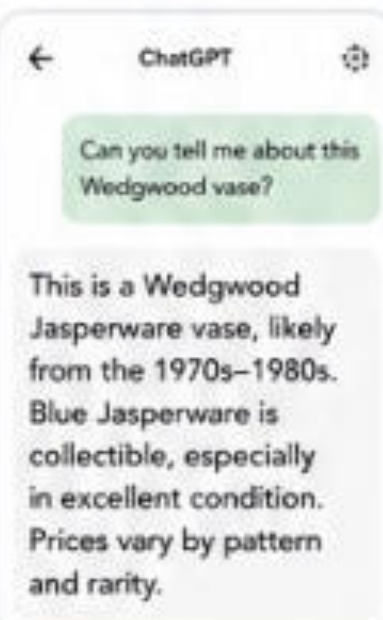 ChatGPT
Can you tell me about this
Wedgwood vase?
This is a Wedgwood
Jasperware vase, likely
from the 1970s–1980s.
Blue Jasperware is
collectible, especially
in excellent condition.
Prices vary by pattern
and rarity.